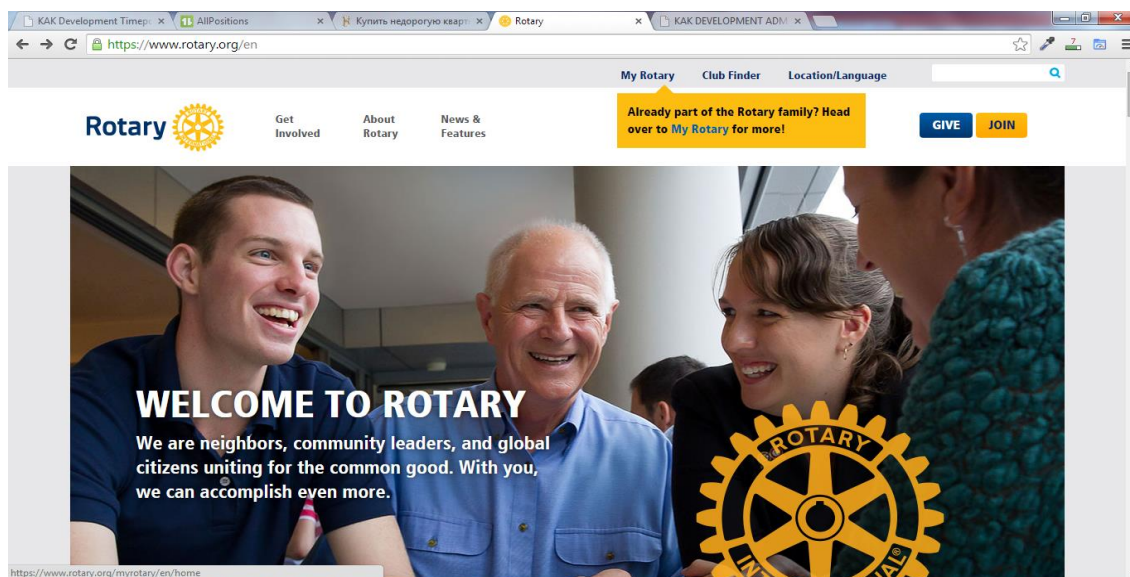 KAK Development Timep
AllPositions
Купить недорогую кварт
Rotary
KAK DEVELOPMENT ADM
https://www.rotary.org/en
7
My Rotary
Club Finder
Location/Language
Rotary
Get
Involved
About
Rotary
News &
Features
Already part of the Rotary family? Head
over to My Rotary for more!
GIVE
JOIN
WELCOME TO ROTARY
We are neighbors, community leaders, and global
citizens uniting for the common good. With you,
we can accomplish even more.
ROTARY
https://www.rotary.org/myrotary/en/home